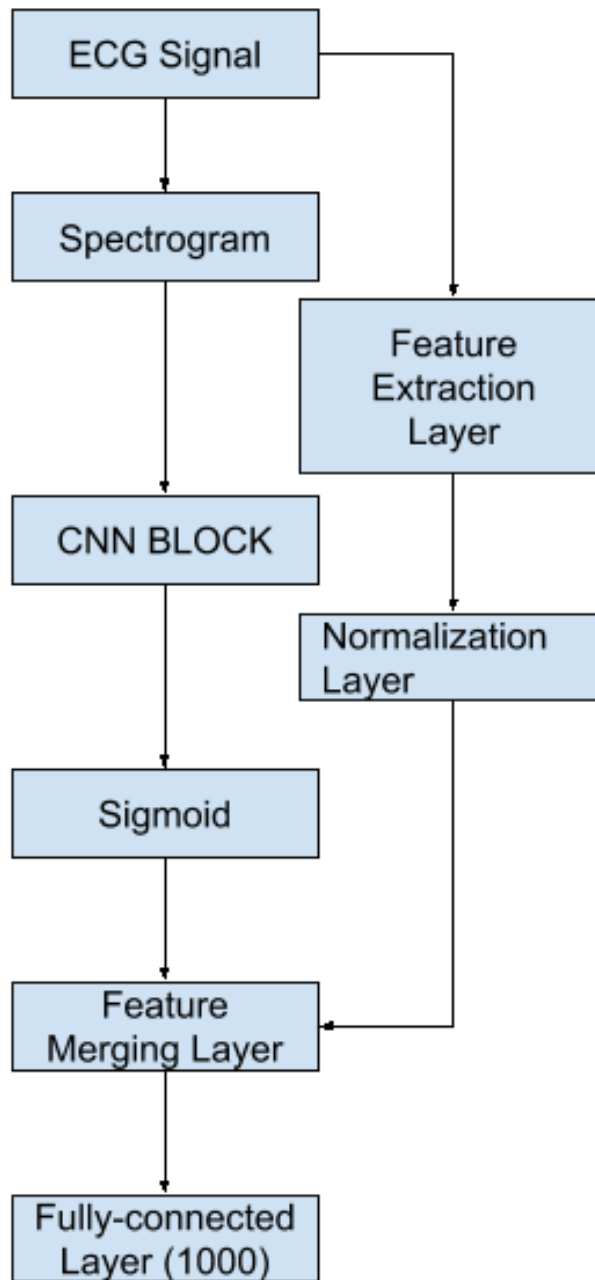 ECG Signal
Spectrogram
Feature
Extraction
Layer
CNN BLOCK
Normalization
Layer
Sigmoid
Feature
Merging Layer
Fully-connected
Layer (1000)